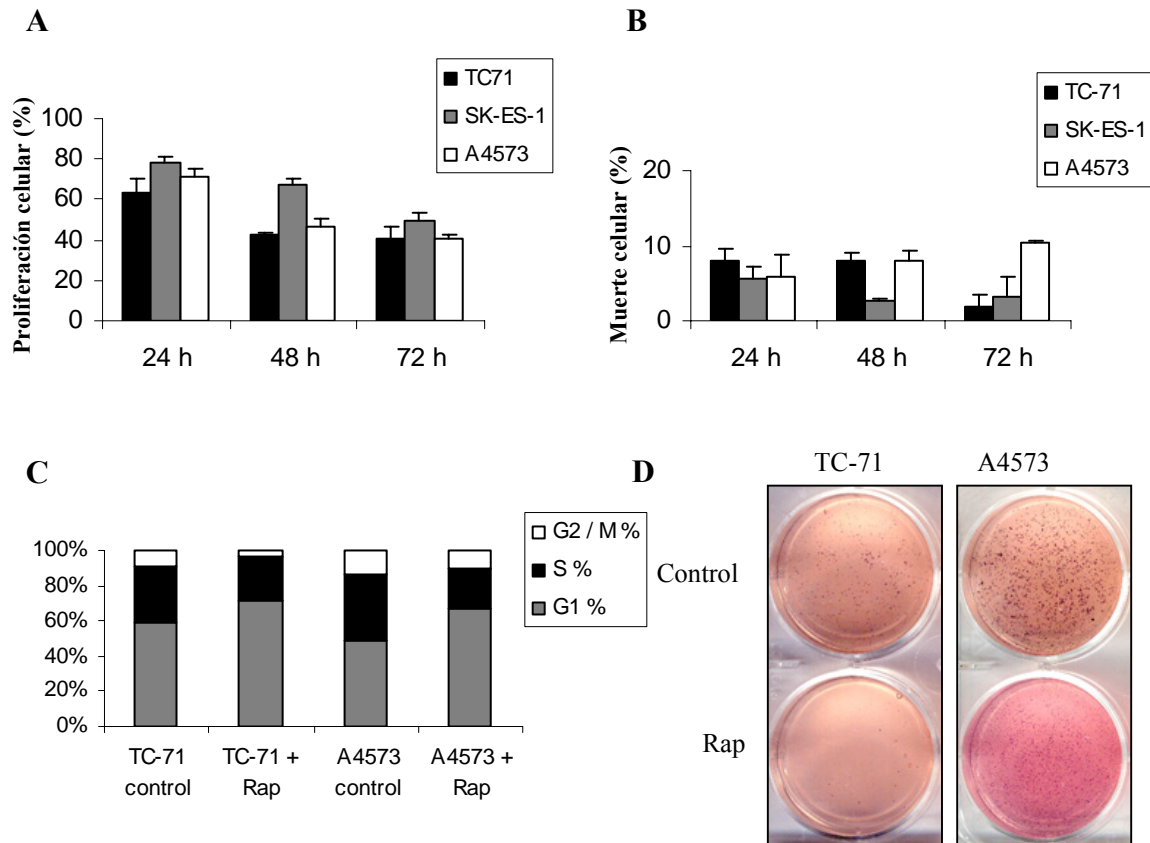 A
TC71
SK-ES-1
A4573
Proliferación celular (%)
100
80
60
40
20
0
24 h 48 h 72 h
B
TC-71
SK-ES-1
A4573
Muerte celular (%)
20
10
0
24 h 48 h 72 h
C
G2 / M %
S %
G1 %
100%
80%
60%
40%
20%
0%
TC-71 control
TC-71 + Rap
A4573 control
A4573 + Rap
D
TC-71 A4573
Control
Rap